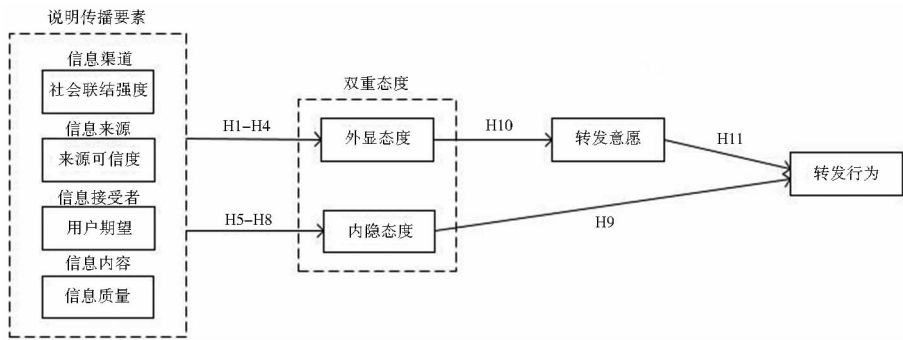 说明传播要素
信息渠道
社会联结强度
信息来源
来源可信度
信息接受者
用户期望
信息内容
信息质量
H1-H4
H5-H8
双重态度
外显态度
内隐态度
H10
转发意愿
H11
H9
转发行为